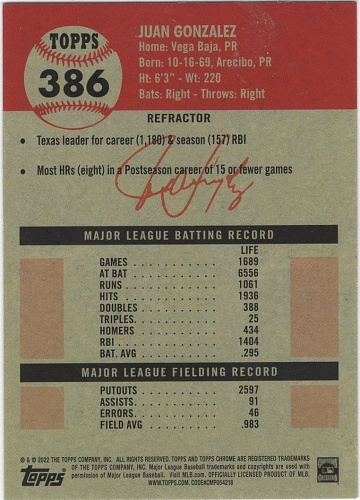 TOPPS
386
JUAN GONZALEZ
Home: Vega Baja, PR
Born: 10-16-69, Arecibo, PR
Ht: 6'3" - Wt: 220
Bats: Right - Throws: Right
REFRACTOR
• Texas leader for career (1,180) & season (157) RBI
• Most HRs (eight) in a Postseason career of 15 or fewer games
MAJOR LEAGUE BATTING RECORD
LIFE
GAMES . . . . . . . . . . 1689
AT BAT . . . . . . . . . . 6556
RUNS . . . . . . . . . . 1061
HITS . . . . . . . . . . 1936
DOUBLES . . . . . . . . . . 388
TRIPLES. . . . . . . . . . 25
HOMERS . . . . . . . . . . 434
RBI . . . . . . . . . . 1404
BAT. AVG . . . . . . . . . . .295
MAJOR LEAGUE FIELDING RECORD
PUTOUTS . . . . . . . . . . 2597
ASSISTS. . . . . . . . . . 91
ERRORS . . . . . . . . . . 46
FIELD AVG . . . . . . . . . . .983
® & © 2022 THE TOPPS COMPANY, INC. ALL RIGHTS RESERVED. TOPPS AND TOPPS CHROME ARE REGISTERED TRADEMARKS
OF THE TOPPS COMPANY, INC. Major League Baseball trademarks and copyrights are used with
permission of Major League Baseball. Visit MLB.com. OFFICIALLY LICENSED PRODUCT OF MLB.
WWW.TOPPS.COM. CODE#CMP054218
topps